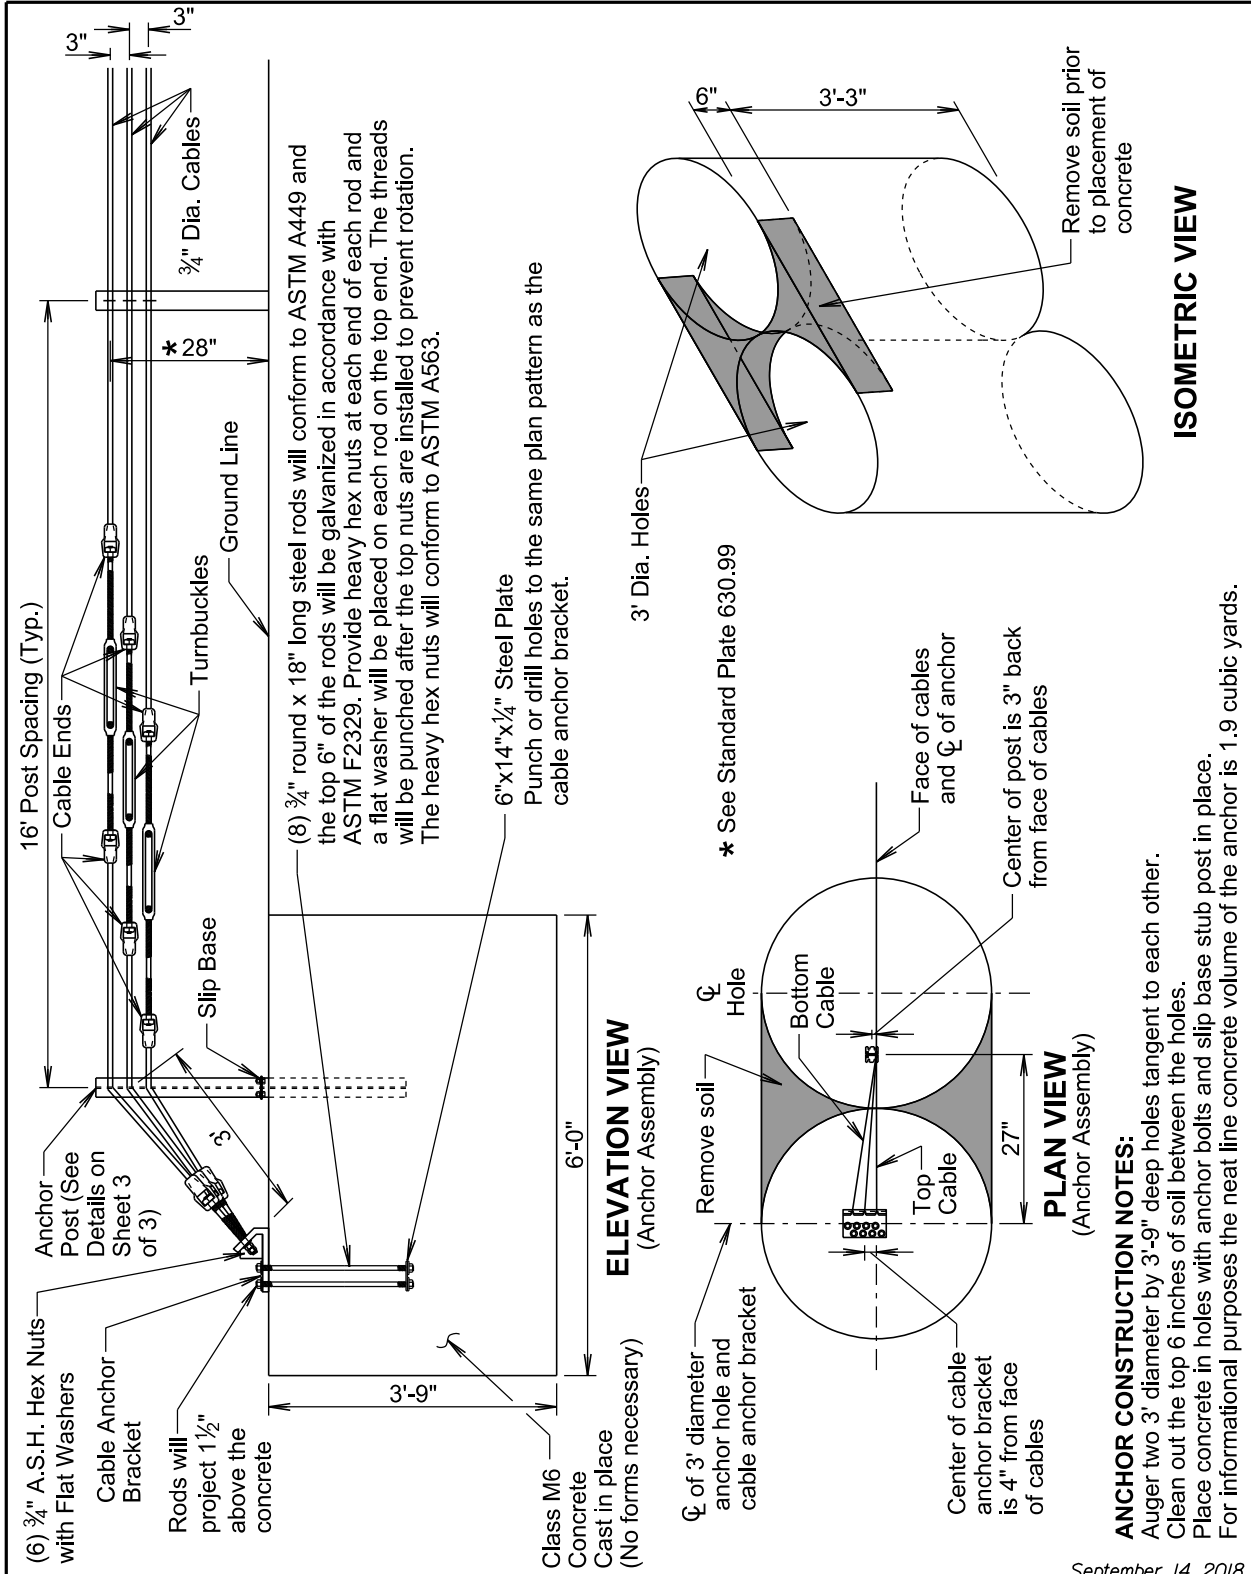 (6) 3/4" A.S.H. Hex Nuts
with Flat Washers
Cable Anchor
Bracket
Rods will
project 1 1/2"
above the
concrete
Anchor
Post (See
Details on
Sheet 3
of 3)
16' Post Spacing (Typ.)
Cable Ends
Turnbuckles
3"
3"
3/4" Dia. Cables
* 28"
Ground Line
Slip Base
3'
3'-9"
6'-0"
Class M6
Concrete
Cast in place
(No forms necessary)
ELEVATION VIEW
(Anchor Assembly)
(8) 3/4" round x 18" long steel rods will conform to ASTM A449 and
the top 6" of the rods will be galvanized in accordance with
ASTM F2329. Provide heavy hex nuts at each end of each rod and
a flat washer will be placed on each rod on the top end. The threads
will be punched after the top nuts are installed to prevent rotation.
The heavy hex nuts will conform to ASTM A563.
6"x14"x1/4" Steel Plate
Punch or drill holes to the same plan pattern as the
cable anchor bracket.
℄ of 3' diameter
anchor hole and
cable anchor bracket
Remove soil
℄
Hole
Bottom
Cable
Top
Cable
27"
Center of cable
anchor bracket
is 4" from face
of cables
Face of cables
and ℄ of anchor
Center of post is 3" back
from face of cables
PLAN VIEW
(Anchor Assembly)
* See Standard Plate 630.99
3' Dia. Holes
6"
3'-3"
Remove soil prior
to placement of
concrete
ISOMETRIC VIEW
ANCHOR CONSTRUCTION NOTES:
Auger two 3' diameter by 3'-9" deep holes tangent to each other.
Clean out the top 6 inches of soil between the holes.
Place concrete in holes with anchor bolts and slip base stub post in place.
For informational purposes the neat line concrete volume of the anchor is 1.9 cubic yards.
September 14, 2018